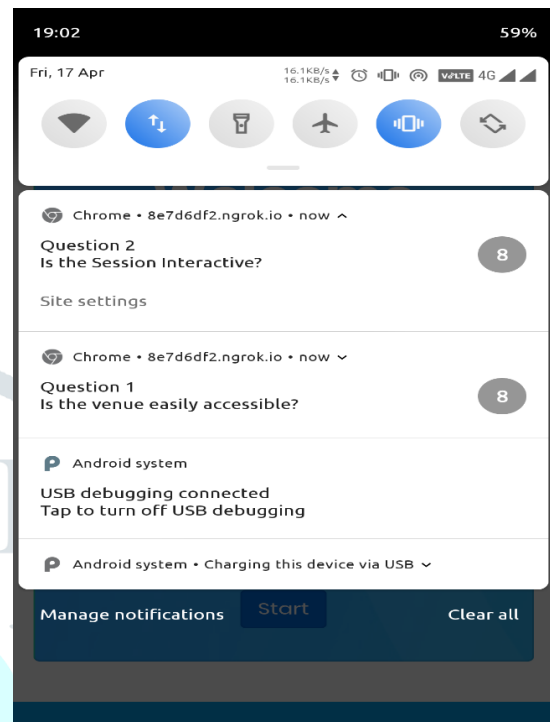 19:02 59%
Fri, 17 Apr 16.1KB/s 16.1KB/s VoLTE 4G
Welcome
Chrome • 8e7d6df2.ngrok.io • now
Question 2
Is the Session Interactive?
8
Site settings
Chrome • 8e7d6df2.ngrok.io • now
Question 1
Is the venue easily accessible?
8
Android system
USB debugging connected
Tap to turn off USB debugging
Android system • Charging this device via USB
Manage notifications Start Clear all